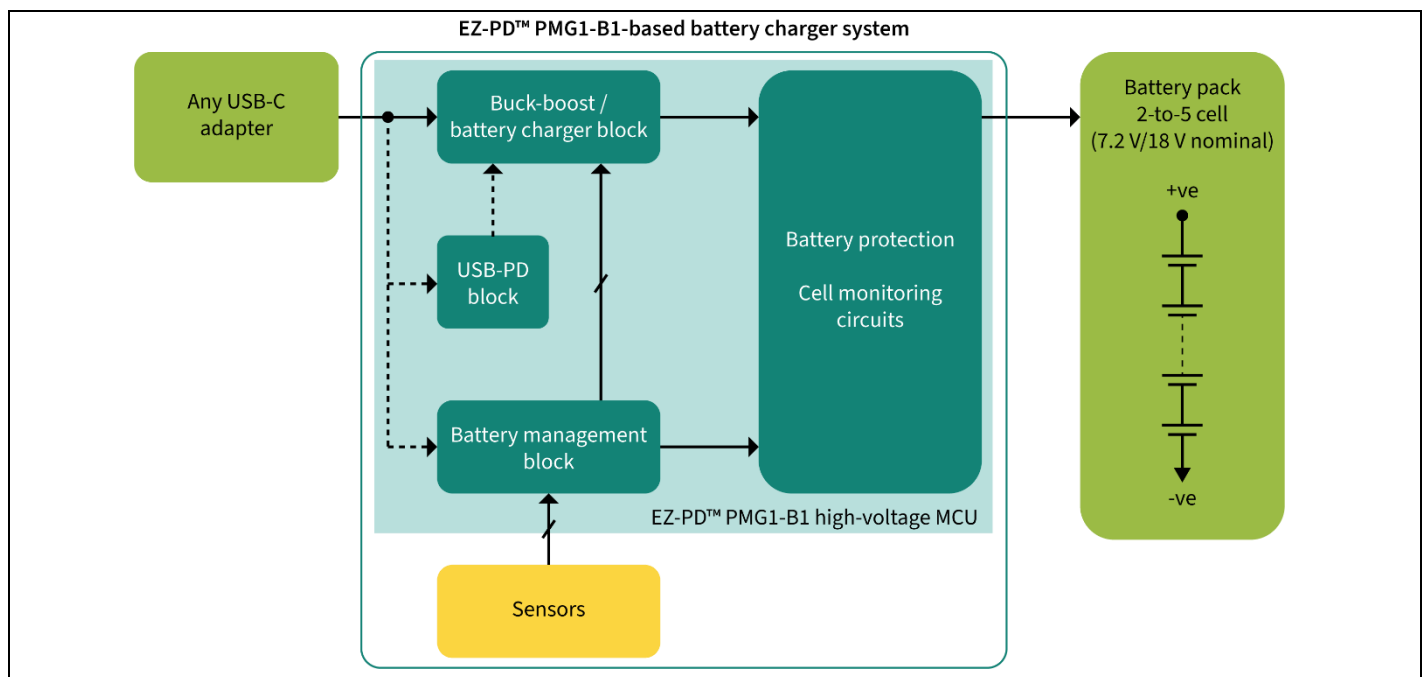 EZ-PD™ PMG1-B1-based battery charger system
Any USB-C
adapter
Buck-boost /
battery charger block
USB-PD
block
Battery management
block
Battery protection
Cell monitoring
circuits
EZ-PD™ PMG1-B1 high-voltage MCU
Sensors
Battery pack
2-to-5 cell
(7.2 V/18 V nominal)
+ve
-ve